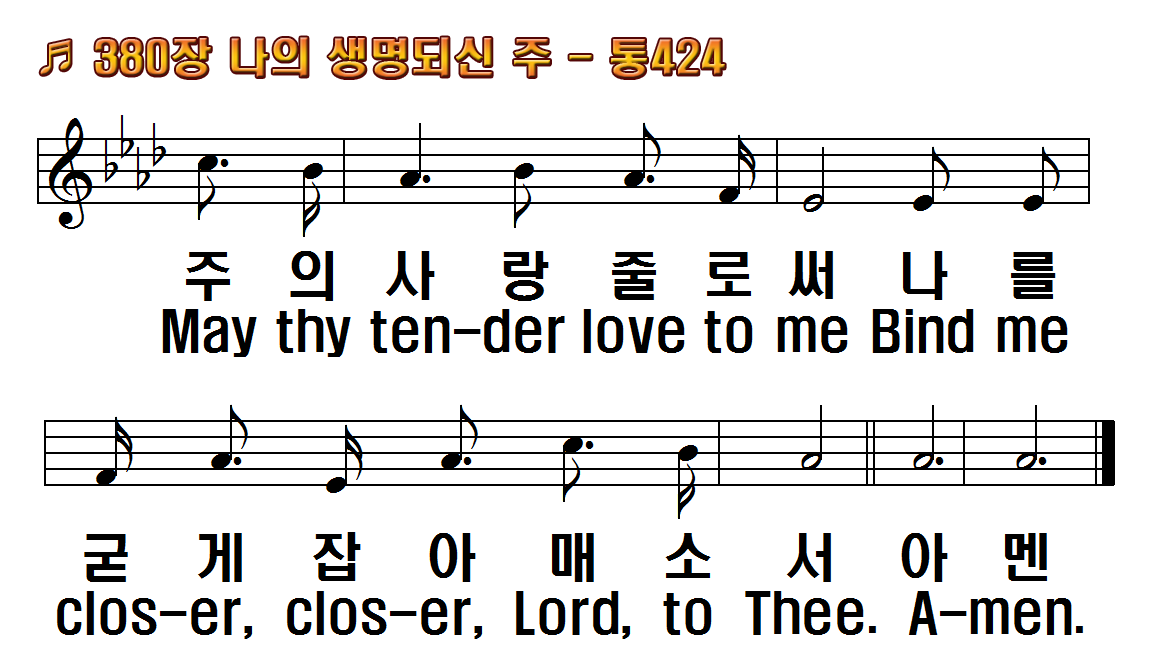 ♬ 380장 나의 생명되신 주 - 통424
주 의 사 랑 줄 로 써 나 를
May thy ten-der love to me Bind me
굳 게 잡 아 매 소 서 아 멘
clos-er, clos-er, Lord, to Thee. A-men.